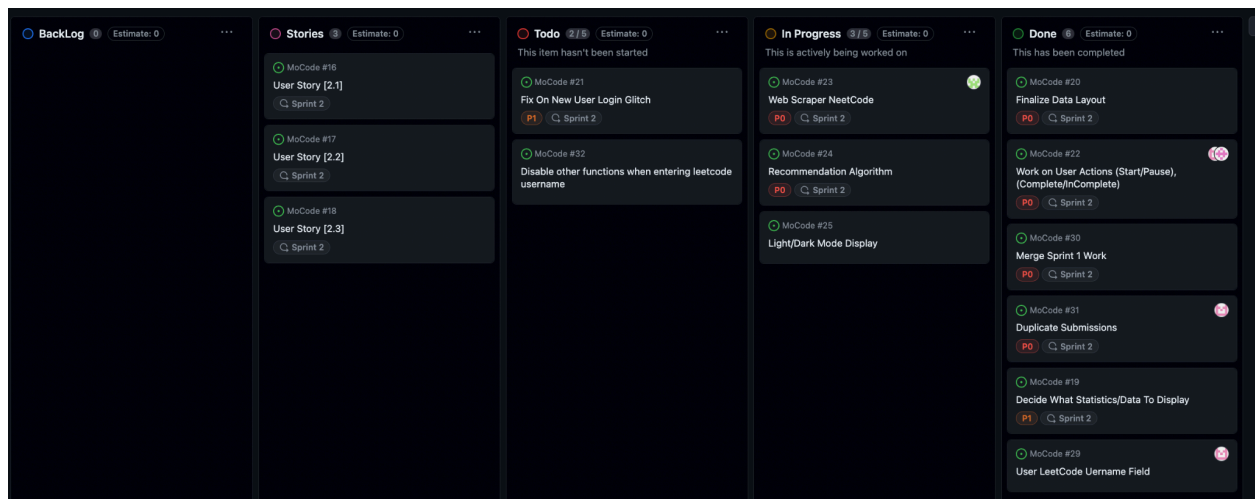 BackLog 0 Estimate: 0 ...
Stories 3 Estimate: 0 ...
MoCode #16
User Story [2.1]
Sprint 2
MoCode #17
User Story [2.2]
Sprint 2
MoCode #18
User Story [2.3]
Sprint 2
Todo 2 / 5 Estimate: 0 ...
This item hasn't been started
MoCode #21
Fix On New User Login Glitch
P1 Sprint 2
MoCode #32
Disable other functions when entering leetcode
username
In Progress 3 / 5 Estimate: 0 ...
This is actively being worked on
MoCode #23
Web Scraper NeetCode
P0 Sprint 2
MoCode #24
Recommendation Algorithm
P0 Sprint 2
MoCode #25
Light/Dark Mode Display
Done 6 Estimate: 0 ...
This has been completed
MoCode #20
Finalize Data Layout
P0 Sprint 2
MoCode #22
Work on User Actions (Start/Pause),
(Complete/InComplete)
P0 Sprint 2
MoCode #30
Merge Sprint 1 Work
P0 Sprint 2
MoCode #31
Duplicate Submissions
P0 Sprint 2
MoCode #19
Decide What Statistics/Data To Display
P1 Sprint 2
MoCode #29
User LeetCode Uername Field